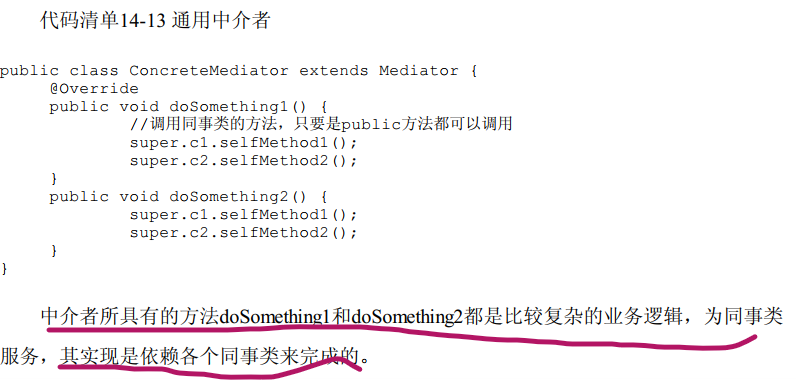 代码清单14-13 通用中介者
public class ConcreteMediator extends Mediator {
@Override
public void doSomething1() {
//调用同事类的方法，只要是public方法都可以调用
super.c1.selfMethod1();
super.c2.selfMethod2();
}
public void doSomething2() {
super.c1.selfMethod1();
super.c2.selfMethod2();
}
}
中介者所具有的方法doSomething1和doSomething2都是比较复杂的业务逻辑，为同事类
服务，其实现是依赖各个同事类来完成的。